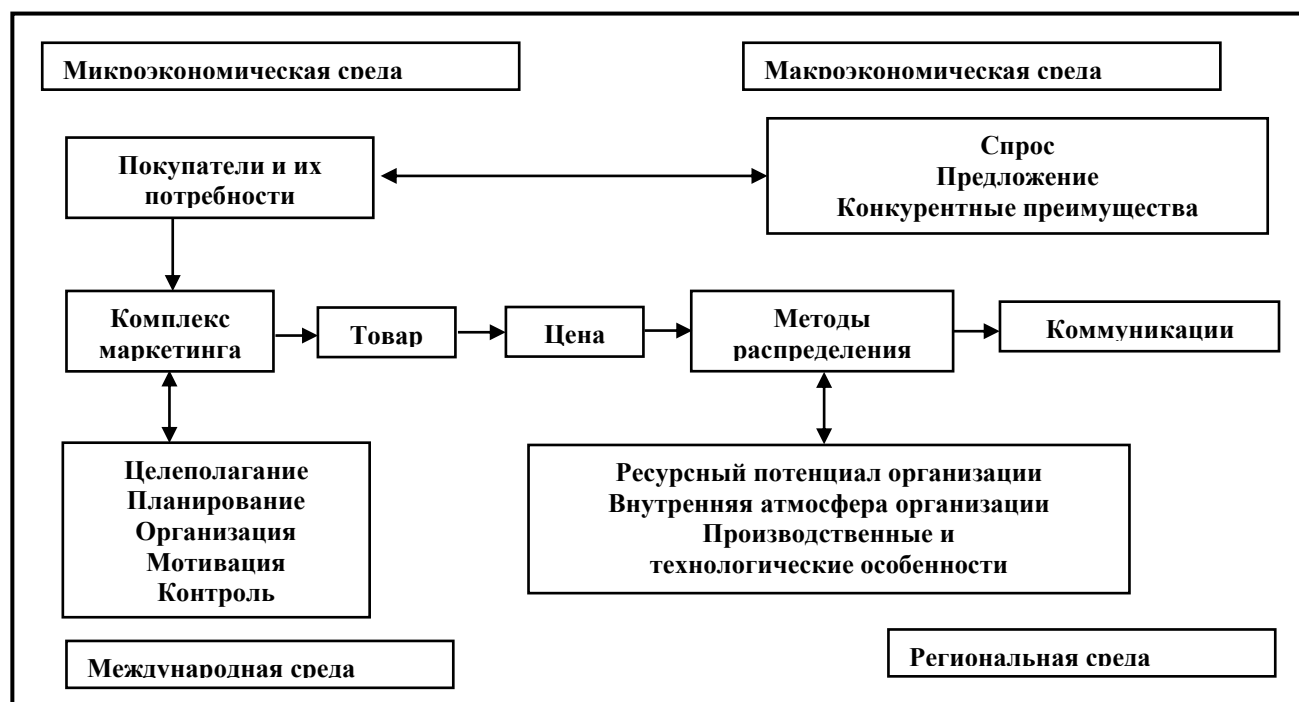 Микроэкономическая среда
Макроэкономическая среда
Покупатели и их
потребности
Спрос
Предложение
Конкурентные преимущества
Комплекс
маркетинга
Товар
Цена
Методы
распределения
Коммуникации
Целеполагание
Планирование
Организация
Мотивация
Контроль
Ресурсный потенциал организации
Внутренняя атмосфера организации
Производственные и
технологические особенности
Международная среда
Региональная среда